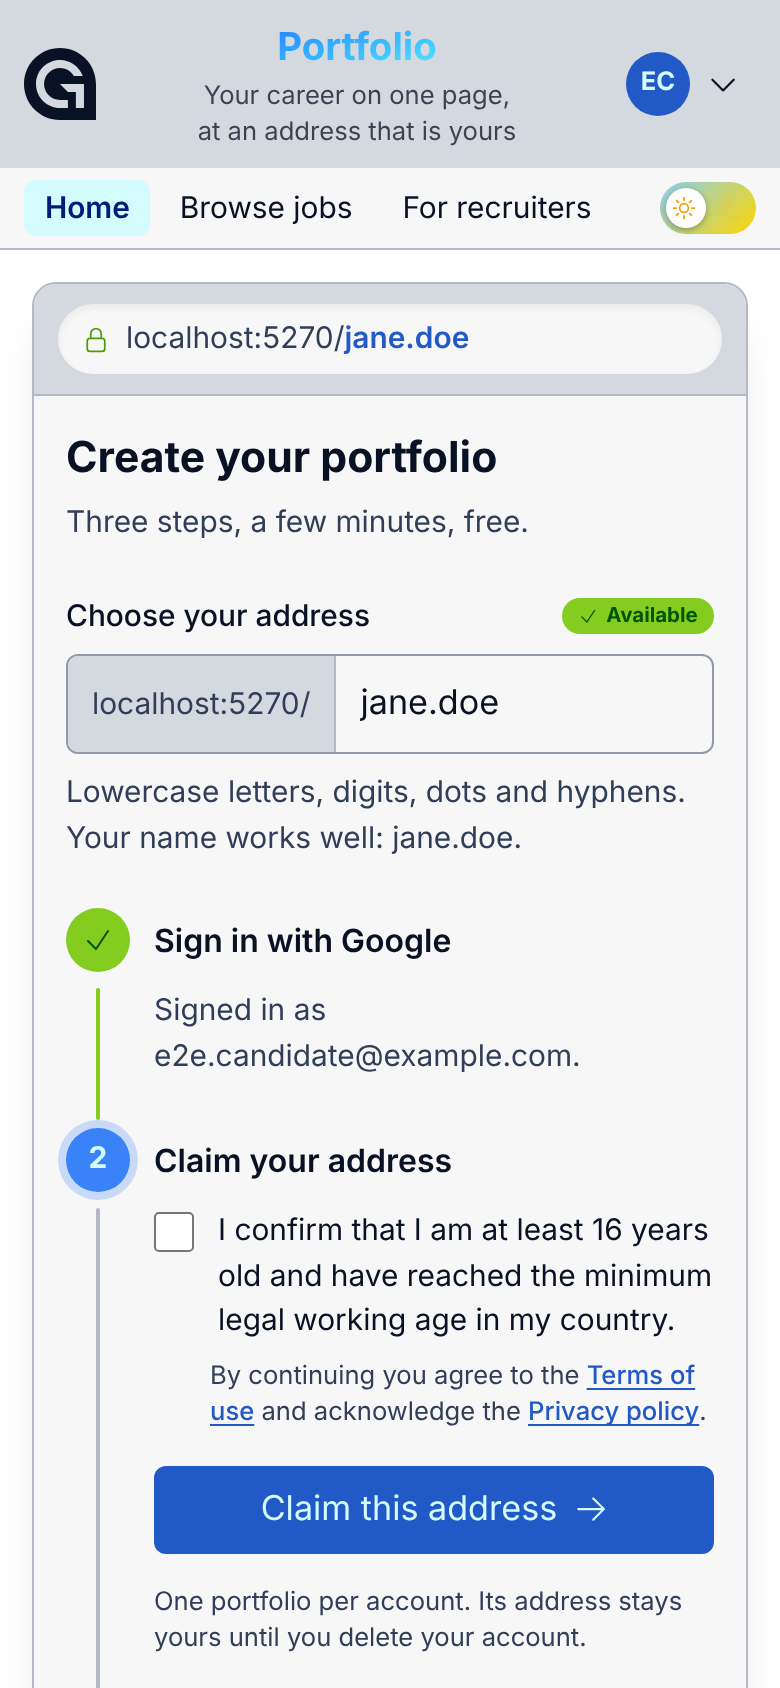 Portfolio
Your career on one page,
at an address that is yours
EC
Home
Browse jobs
For recruiters
localhost:5270/jane.doe
Create your portfolio
Three steps, a few minutes, free.
Choose your address
Available
localhost:5270/
jane.doe
Lowercase letters, digits, dots and hyphens.
Your name works well: jane.doe.
Sign in with Google
Signed in as
e2e.candidate@example.com.
2
Claim your address
I confirm that I am at least 16 years
old and have reached the minimum
legal working age in my country.
By continuing you agree to the Terms of
use and acknowledge the Privacy policy.
Claim this address →
One portfolio per account. Its address stays
yours until you delete your account.